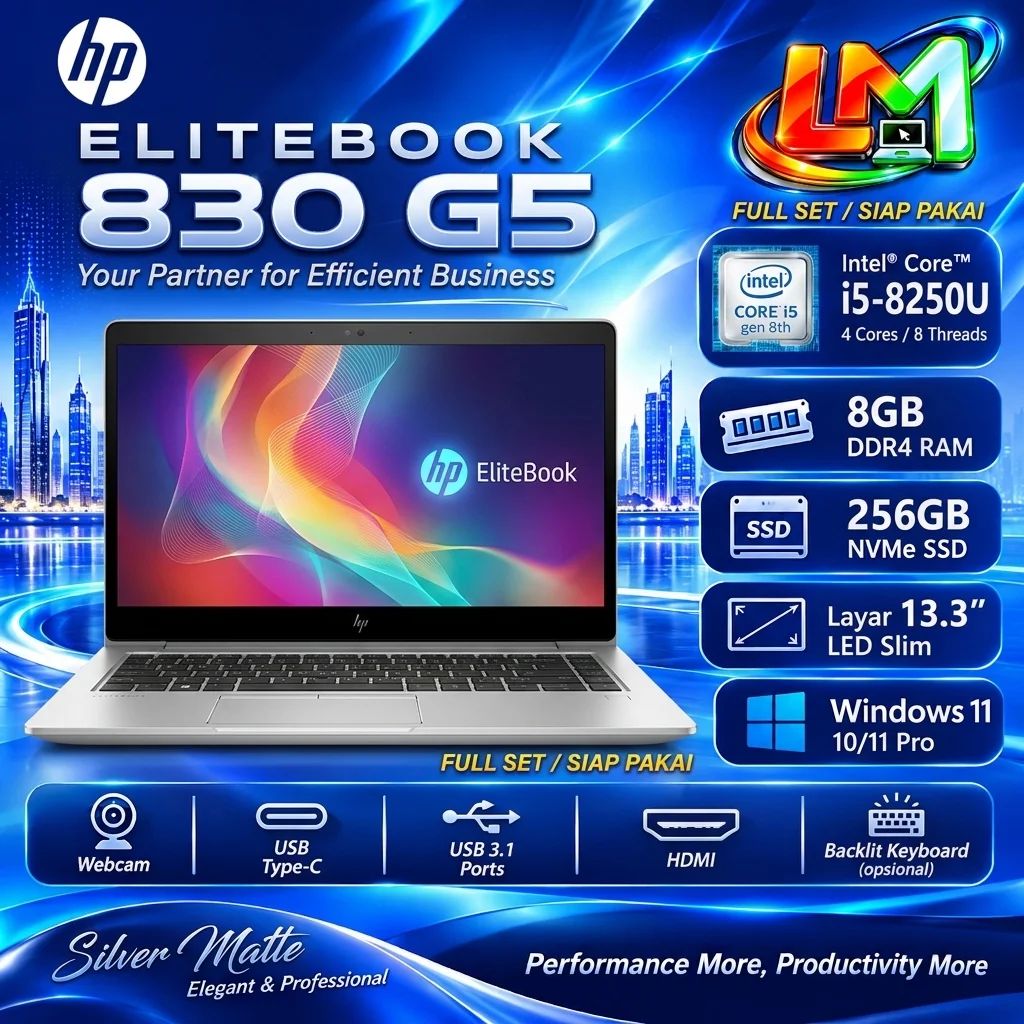 hp
LM
ELITEBOOK
830 G5
Your Partner for Efficient Business
FULL SET / SIAP PAKAI
intel
CORE i5
gen 8th
Intel® Core™
i5-8250U
4 Cores / 8 Threads
8GB
DDR4 RAM
SSD
256GB
NVMe SSD
Layar 13.3”
LED Slim
Windows 11
10/11 Pro
hp EliteBook
hp
FULL SET / SIAP PAKAI
Webcam
USB
Type-C
USB 3.1
Ports
HDMI
Backlit Keyboard
(opsional)
Silver Matte
Elegant & Professional
Performance More, Productivity More